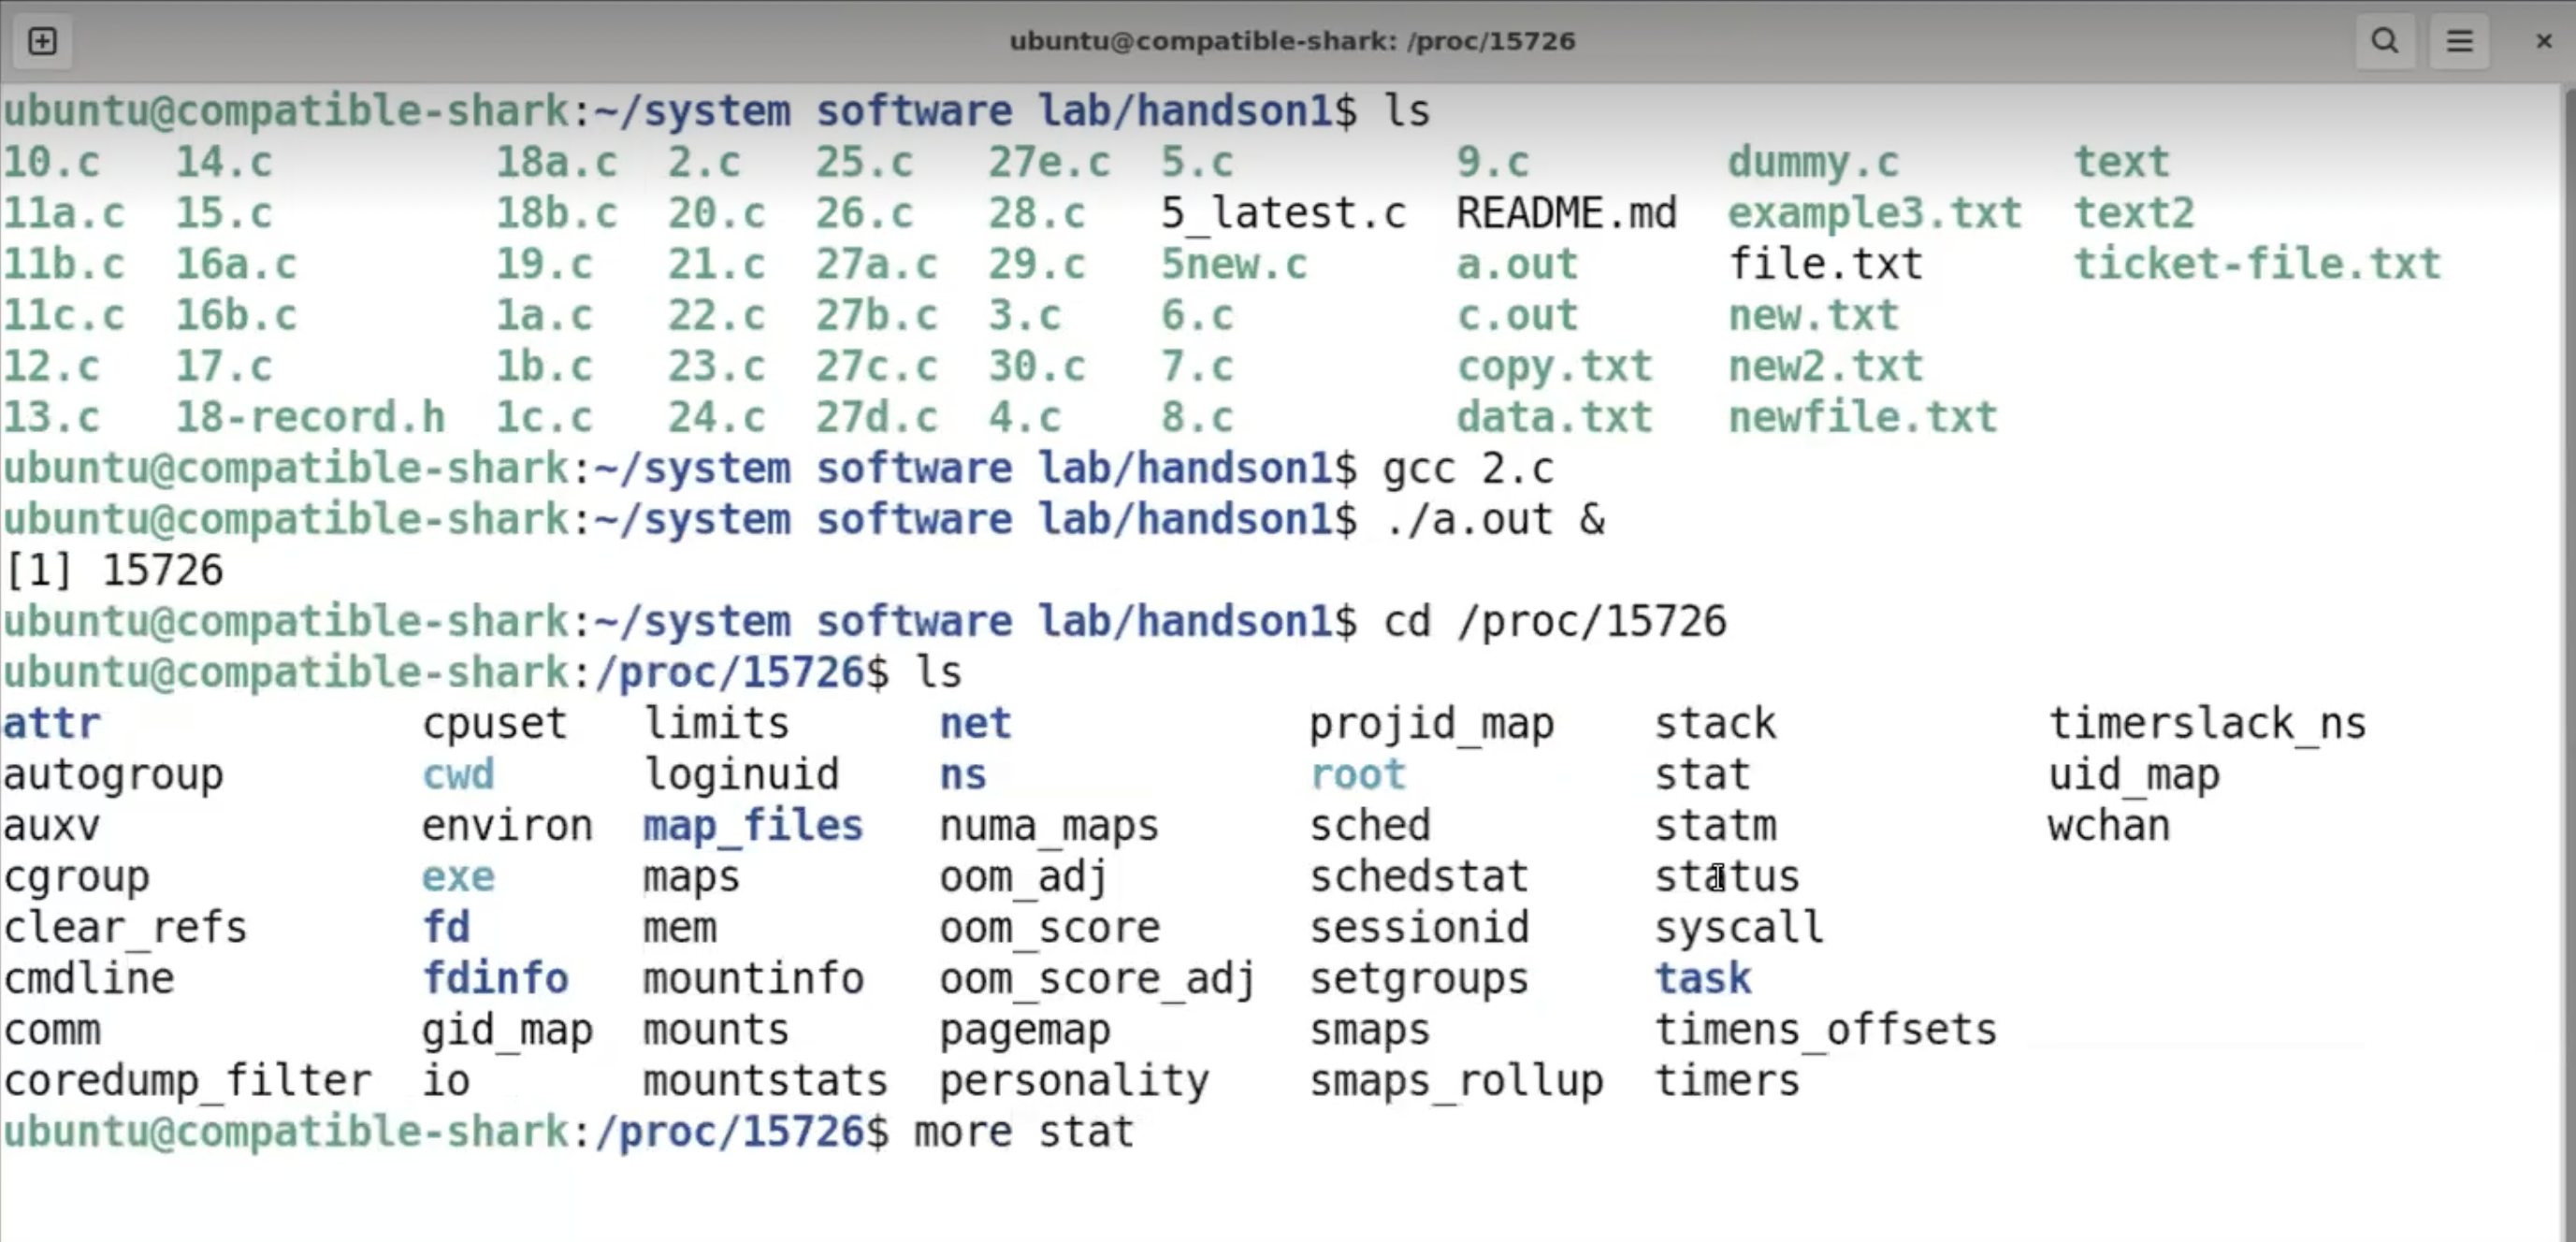 ubuntu@compatible-shark: /proc/15726
ubuntu@compatible-shark:~/system software lab/handson1$ ls
10.c 14.c 18a.c 2.c 25.c 27e.c 5.c 9.c dummy.c text
11a.c 15.c 18b.c 20.c 26.c 28.c 5_latest.c README.md example3.txt text2
11b.c 16a.c 19.c 21.c 27a.c 29.c 5new.c a.out file.txt ticket-file.txt
11c.c 16b.c 1a.c 22.c 27b.c 3.c 6.c c.out new.txt
12.c 17.c 1b.c 23.c 27c.c 30.c 7.c copy.txt new2.txt
13.c 18-record.h 1c.c 24.c 27d.c 4.c 8.c data.txt newfile.txt
ubuntu@compatible-shark:~/system software lab/handson1$ gcc 2.c
ubuntu@compatible-shark:~/system software lab/handson1$ ./a.out &
[1] 15726
ubuntu@compatible-shark:~/system software lab/handson1$ cd /proc/15726
ubuntu@compatible-shark:/proc/15726$ ls
attr cpuset limits net projid_map stack timerslack_ns
autogroup cwd loginuid ns root stat uid_map
auxv environ map_files numa_maps sched statm wchan
cgroup exe maps oom_adj schedstat status
clear_refs fd mem oom_score sessionid syscall
cmdline fdinfo mountinfo oom_score_adj setgroups task
comm gid_map mounts pagemap smaps timens_offsets
coredump_filter io mountstats personality smaps_rollup timers
ubuntu@compatible-shark:/proc/15726$ more stat